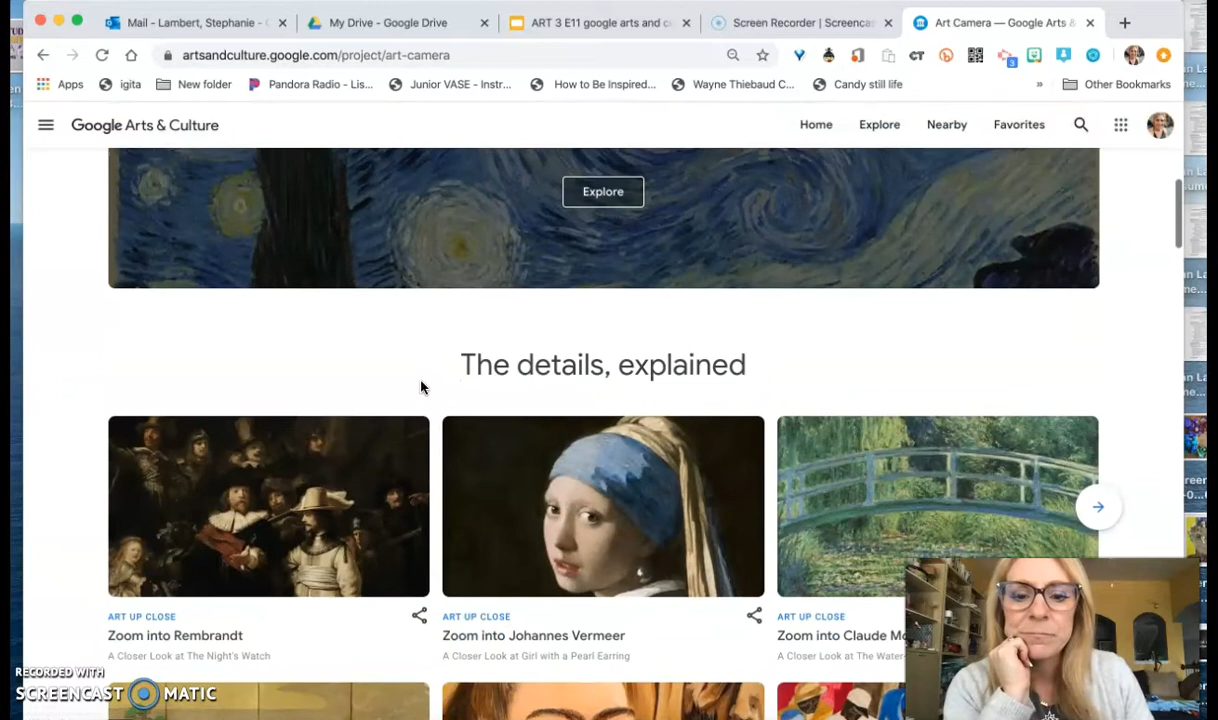 Mail - Lambert, Stephanie -
My Drive - Google Drive
ART 3 E11 google arts and c
Screen Recorder | Screencas
Art Camera — Google Arts &
artsandculture.google.com/project/art-camera
CT
3
Apps
igita
New folder
Pandora Radio - Lis...
Junior VASE - Instr...
How to Be Inspired...
Wayne Thiebaud C...
Candy still life
»
Other Bookmarks
Google Arts & Culture
Home
Explore
Nearby
Favorites
Explore
The details, explained
ART UP CLOSE
Zoom into Rembrandt
A Closer Look at The Night's Watch
ART UP CLOSE
Zoom into Johannes Vermeer
A Closer Look at Girl with a Pearl Earring
ART UP CLOSE
Zoom into Claude Mo
A Closer Look at The Water-
RECORDED WITH
SCREENCAST MATIC